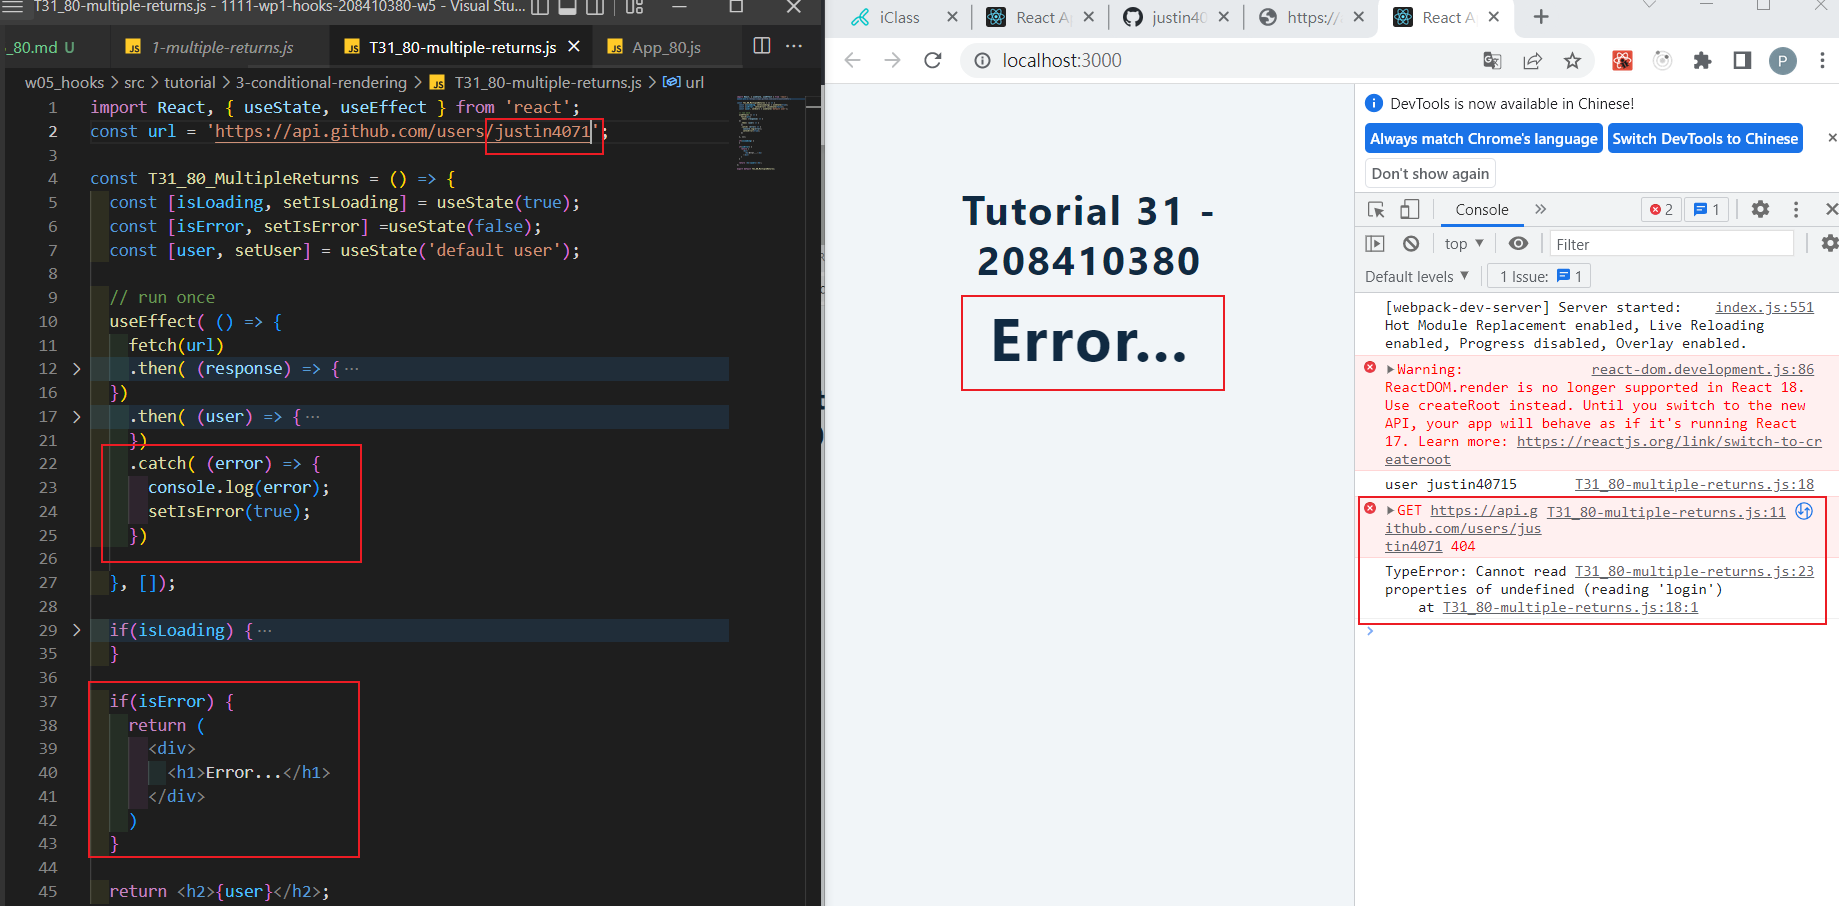 T31_80-multiple-returns.js - 1111-wp1-hooks-208410380-w5 - Visual Stu...
_80.md U
1-multiple-returns.js
T31_80-multiple-returns.js
App_80.js
w05_hooks > src > tutorial > 3-conditional-rendering > T31_80-multiple-returns.js > url
1 import React, { useState, useEffect } from 'react';
2 const url = 'https://api.github.com/users/justin4071';
3
4 const T31_80_MultipleReturns = () => {
5 const [isLoading, setIsLoading] = useState(true);
6 const [isError, setIsError] =useState(false);
7 const [user, setUser] = useState('default user');
8
9 // run once
10 useEffect( () => {
11 fetch(url)
12 .then( (response) => { ...
16 })
17 .then( (user) => { ...
21 })
22 .catch( (error) => {
23 console.log(error);
24 setIsError(true);
25 })
26
27 }, []);
28
29 if(isLoading) { ...
35 }
36
37 if(isError) {
38 return (
39 <div>
40 <h1>Error...</h1>
41 </div>
42 )
43 }
44
45 return <h2>{user}</h2>;
iClass
React A
justin40
https://
React A
localhost:3000
P
Tutorial 31 -
208410380
Error...
DevTools is now available in Chinese!
Always match Chrome's language
Switch DevTools to Chinese
Don't show again
Console
2
1
top
Filter
Default levels
1 Issue: 1
[webpack-dev-server] Server started: index.js:551
Hot Module Replacement enabled, Live Reloading
enabled, Progress disabled, Overlay enabled.
Warning: react-dom.development.js:86
ReactDOM.render is no longer supported in React 18.
Use createRoot instead. Until you switch to the new
API, your app will behave as if it's running React
17. Learn more: https://reactjs.org/link/switch-to-cr
eateroot
user justin40715 T31_80-multiple-returns.js:18
GET https://api.g T31_80-multiple-returns.js:11
ithub.com/users/jus
tin4071 404
TypeError: Cannot read T31_80-multiple-returns.js:23
properties of undefined (reading 'login')
at T31_80-multiple-returns.js:18:1